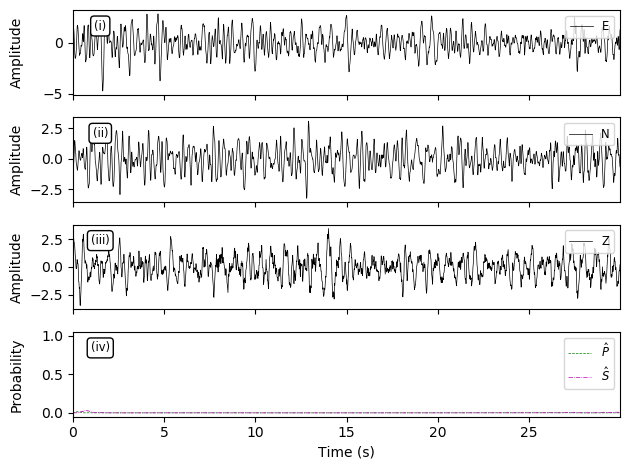 Amplitude
0
−5
(i)
E
Amplitude
2.5
0.0
−2.5
(ii)
N
Amplitude
2.5
0.0
−2.5
(iii)
Z
Probability
1.0
0.5
0.0
(iv)
P̂
Ŝ
0 5 10 15 20 25
Time (s)